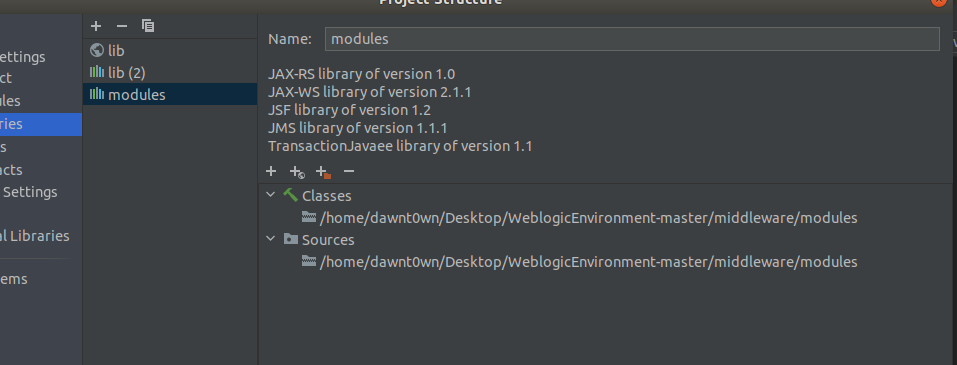 Project Structure
Name: modules
lib
lib (2)
modules
JAX-RS library of version 1.0
JAX-WS library of version 2.1.1
JSF library of version 1.2
JMS library of version 1.1.1
TransactionJavaee library of version 1.1
Classes
/home/dawnt0wn/Desktop/WeblogicEnvironment-master/middleware/modules
Sources
/home/dawnt0wn/Desktop/WeblogicEnvironment-master/middleware/modules
ettings
ct
ules
ries
s
acts
Settings
al Libraries
ems